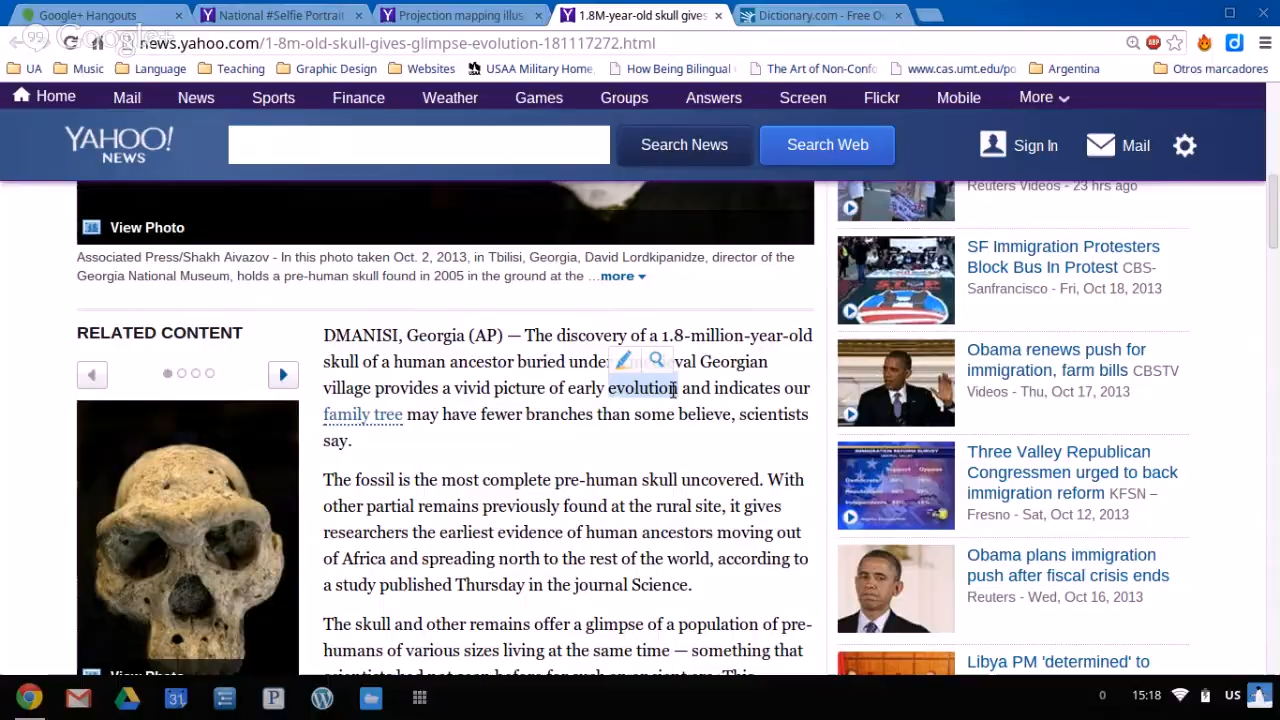 Google+ Hangouts
National #Selfie Portrait
Projection mapping illus
1.8M-year-old skull gives
Dictionary.com - Free O
news.yahoo.com/1-8m-old-skull-gives-glimpse-evolution-181117272.html
UA
Music
Language
Teaching
Graphic Design
Websites
USAA Military Home,
How Being Bilingual
The Art of Non-Confo
www.cas.umt.edu/po
Argentina
Otros marcadores
Home
Mail
News
Sports
Finance
Weather
Games
Groups
Answers
Screen
Flickr
Mobile
More
YAHOO!
NEWS
Search News
Search Web
Sign In
Mail
View Photo
Associated Press/Shakh Aivazov - In this photo taken Oct. 2, 2013, in Tbilisi, Georgia, David Lordkipanidze, director of the
Georgia National Museum, holds a pre-human skull found in 2005 in the ground at the ...more
RELATED CONTENT
View Photo
DMANISI, Georgia (AP) — The discovery of a 1.8-million-year-old
skull of a human ancestor buried under val Georgian
village provides a vivid picture of early evolution and indicates our
family tree may have fewer branches than some believe, scientists
say.
The fossil is the most complete pre-human skull uncovered. With
other partial remains previously found at the rural site, it gives
researchers the earliest evidence of human ancestors moving out
of Africa and spreading north to the rest of the world, according to
a study published Thursday in the journal Science.
The skull and other remains offer a glimpse of a population of pre-
humans of various sizes living at the same time — something that
Reuters Videos - 23 hrs ago
SF Immigration Protesters
Block Bus In Protest CBS-
Sanfrancisco - Fri, Oct 18, 2013
Obama renews push for
immigration, farm bills CBSTV
Videos - Thu, Oct 17, 2013
Three Valley Republican
Congressmen urged to back
immigration reform KFSN –
Fresno - Sat, Oct 12, 2013
Obama plans immigration
push after fiscal crisis ends
Reuters - Wed, Oct 16, 2013
Libya PM 'determined' to
0
15:18
US